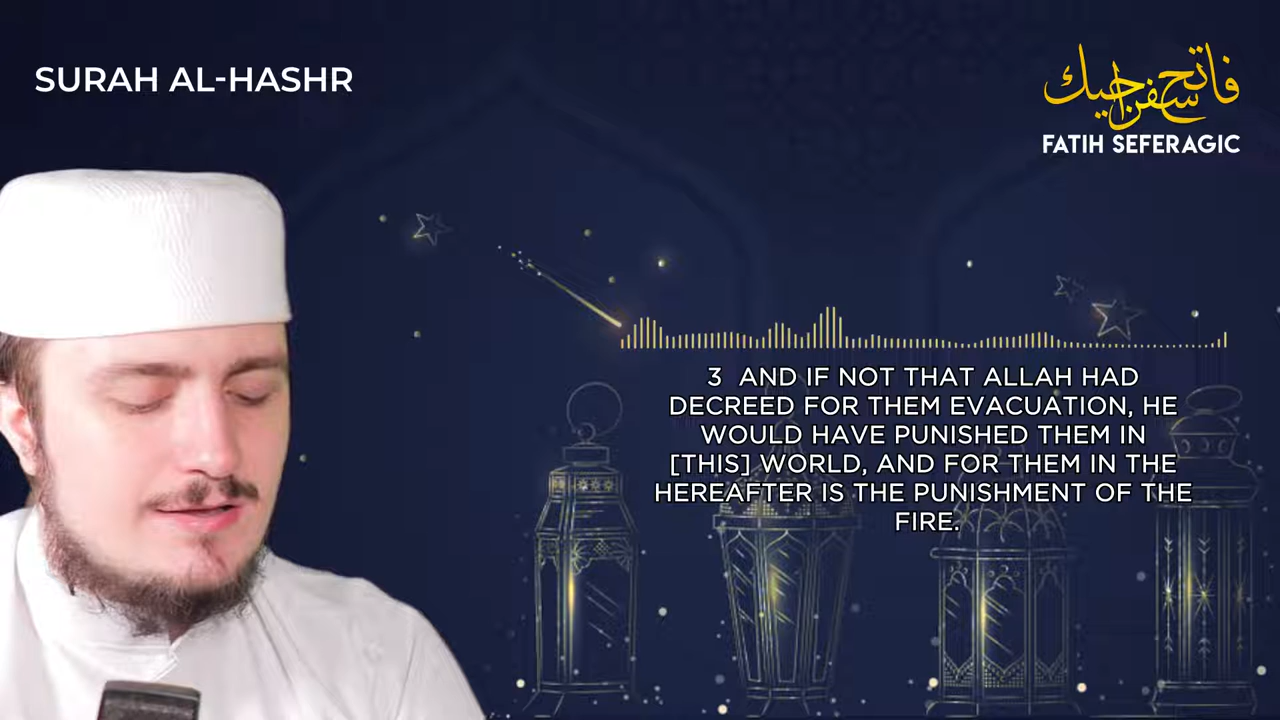 SURAH AL-HASHR
فاتح سفراجيك
FATIH SEFERAGIC
3 AND IF NOT THAT ALLAH HAD
DECREED FOR THEM EVACUATION, HE
WOULD HAVE PUNISHED THEM IN
[THIS] WORLD, AND FOR THEM IN THE
HEREAFTER IS THE PUNISHMENT OF THE
FIRE.